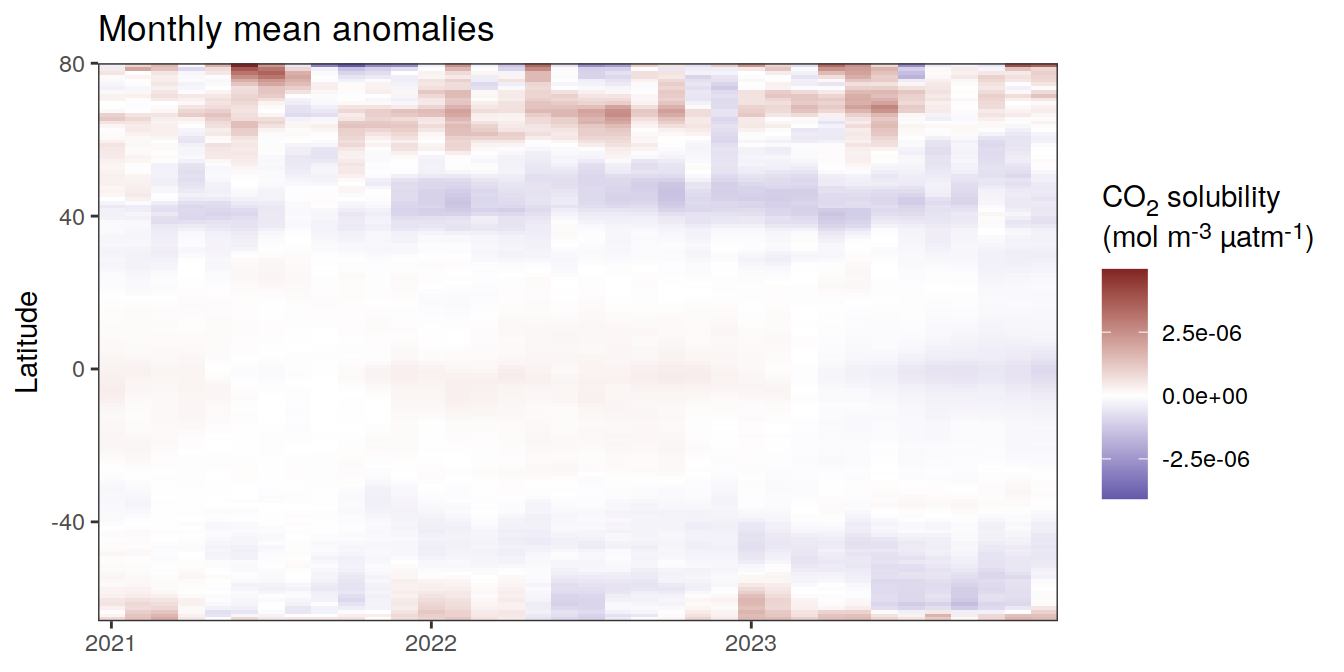 Monthly mean anomalies
80
40
0
-40
Latitude
2021
2022
2023
CO₂ solubility
(mol m⁻³ µatm⁻¹)
2.5e-06
0.0e+00
-2.5e-06